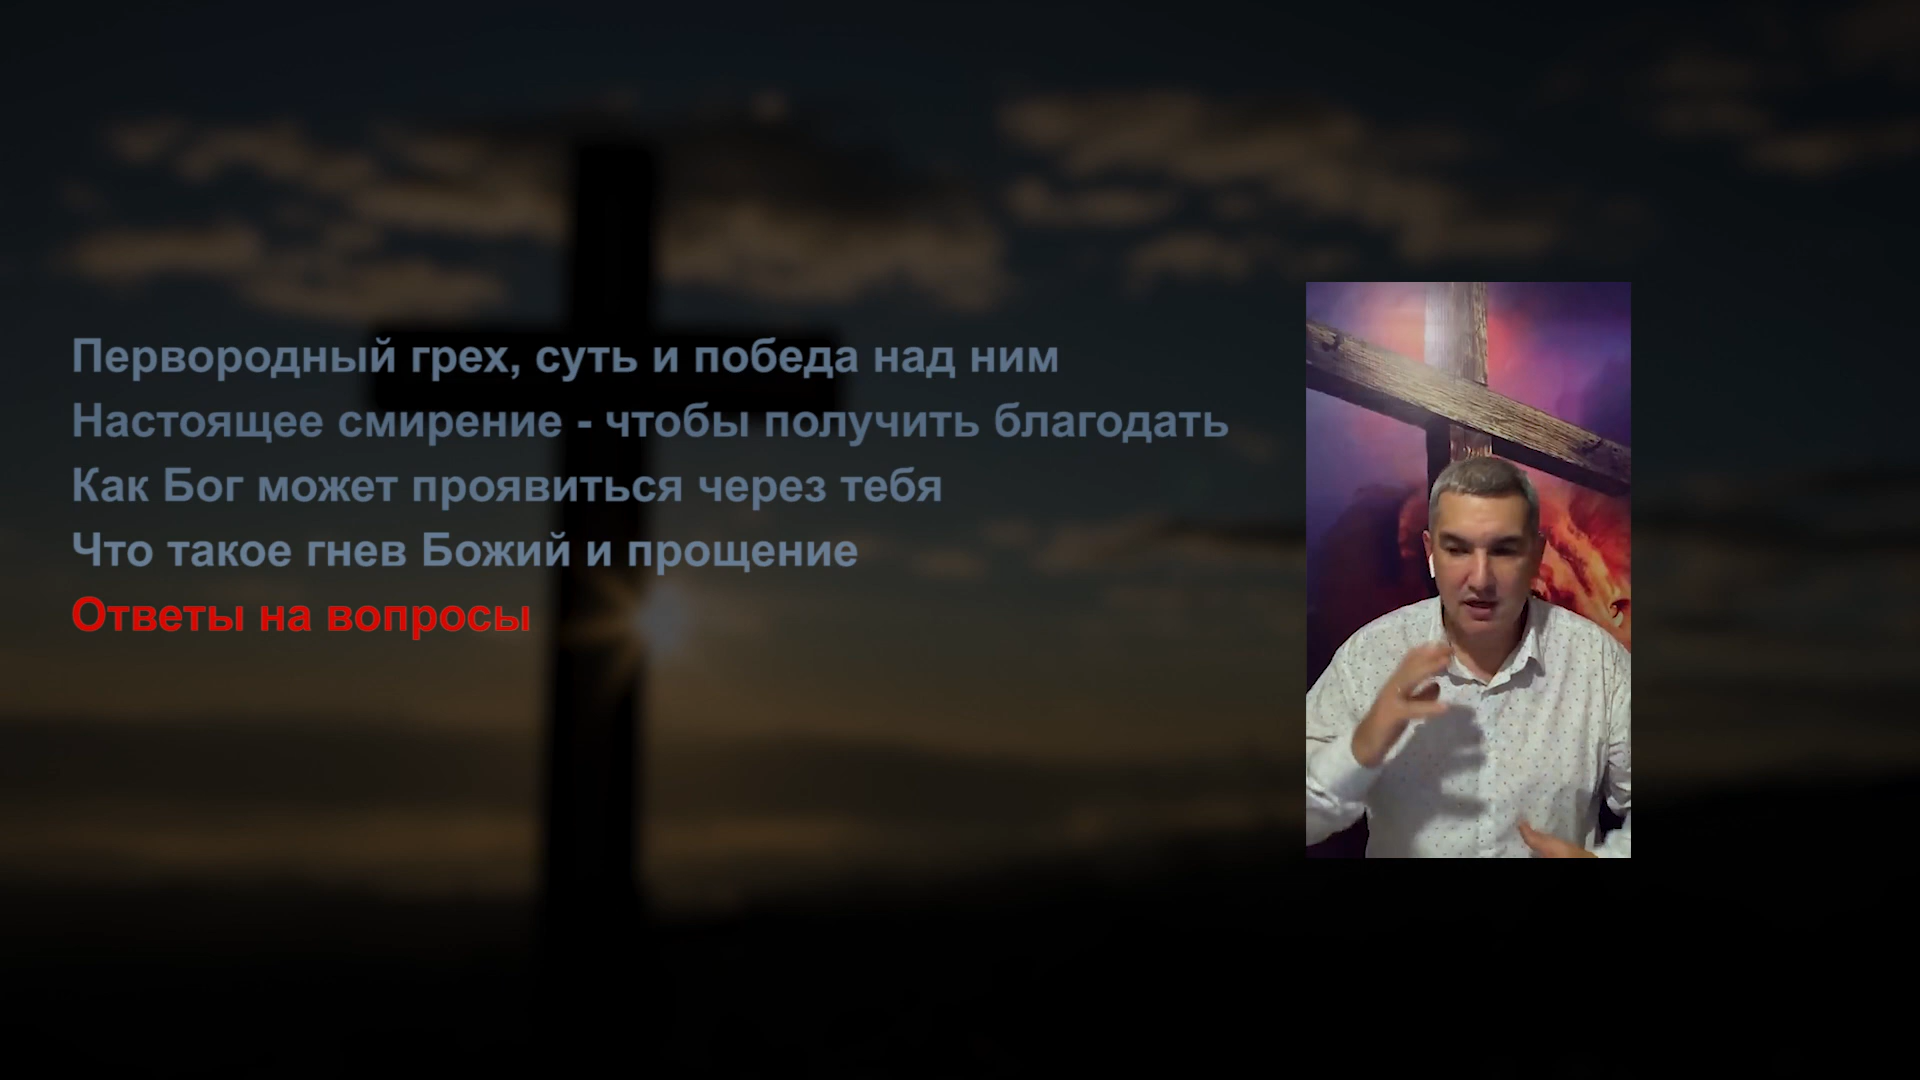 Первородный грех, суть и победа над ним
Настоящее смирение - чтобы получить благодать
Как Бог может проявиться через тебя
Что такое гнев Божий и прощение
Ответы на вопросы